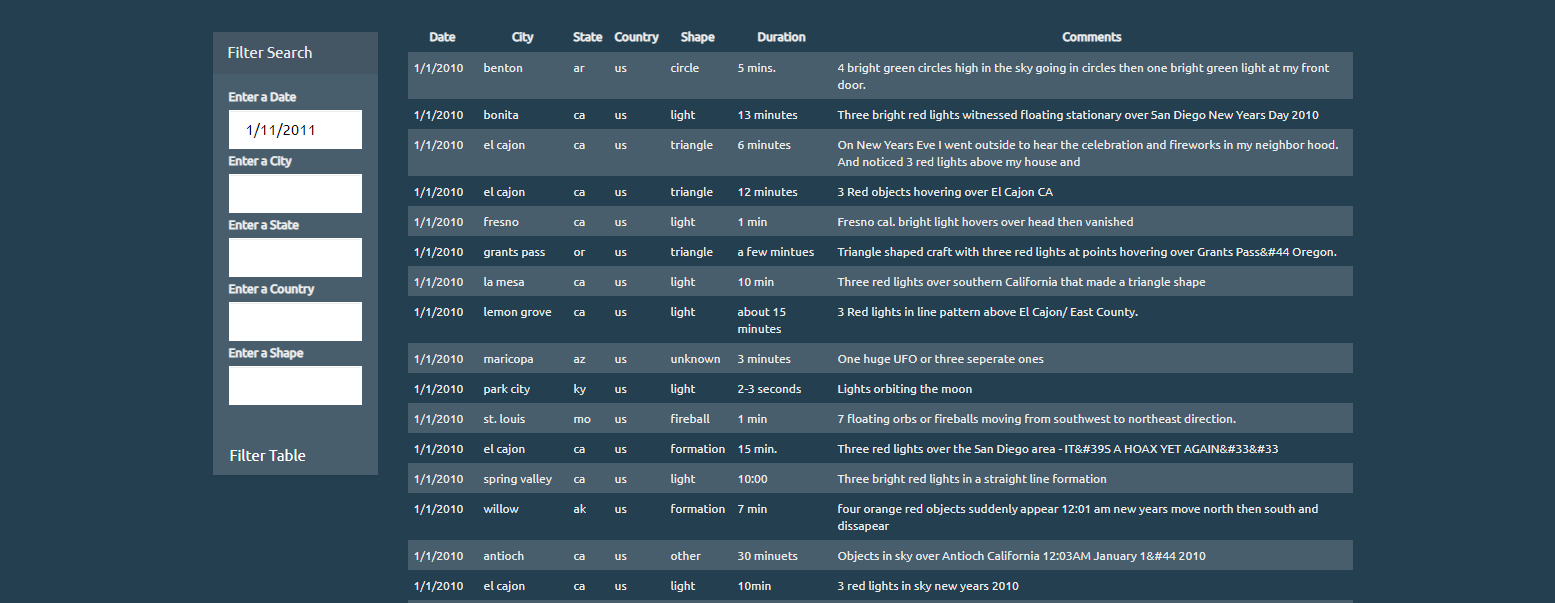 Filter Search
Enter a Date
1/11/2011
Enter a City
Enter a State
Enter a Country
Enter a Shape
Filter Table
Date City State Country Shape Duration Comments
1/1/2010 benton ar us circle 5 mins. 4 bright green circles high in the sky going in circles then one bright green light at my front
door.
1/1/2010 bonita ca us light 13 minutes Three bright red lights witnessed floating stationary over San Diego New Years Day 2010
1/1/2010 el cajon ca us triangle 6 minutes On New Years Eve I went outside to hear the celebration and fireworks in my neighbor hood.
And noticed 3 red lights above my house and
1/1/2010 el cajon ca us triangle 12 minutes 3 Red objects hovering over El Cajon CA
1/1/2010 fresno ca us light 1 min Fresno cal. bright light hovers over head then vanished
1/1/2010 grants pass or us triangle a few mintues Triangle shaped craft with three red lights at points hovering over Grants Pass&#44 Oregon.
1/1/2010 la mesa ca us light 10 min Three red lights over southern California that made a triangle shape
1/1/2010 lemon grove ca us light about 15 3 Red lights in line pattern above El Cajon/ East County.
minutes
1/1/2010 maricopa az us unknown 3 minutes One huge UFO or three seperate ones
1/1/2010 park city ky us light 2-3 seconds Lights orbiting the moon
1/1/2010 st. louis mo us fireball 1 min 7 floating orbs or fireballs moving from southwest to northeast direction.
1/1/2010 el cajon ca us formation 15 min. Three red lights over the San Diego area - IT&#39S A HOAX YET AGAIN&#33&#33
1/1/2010 spring valley ca us light 10:00 Three bright red lights in a straight line formation
1/1/2010 willow ak us formation 7 min four orange red objects suddenly appear 12:01 am new years move north then south and
dissapear
1/1/2010 antioch ca us other 30 minuets Objects in sky over Antioch California 12:03AM January 1&#44 2010
1/1/2010 el cajon ca us light 10min 3 red lights in sky new years 2010